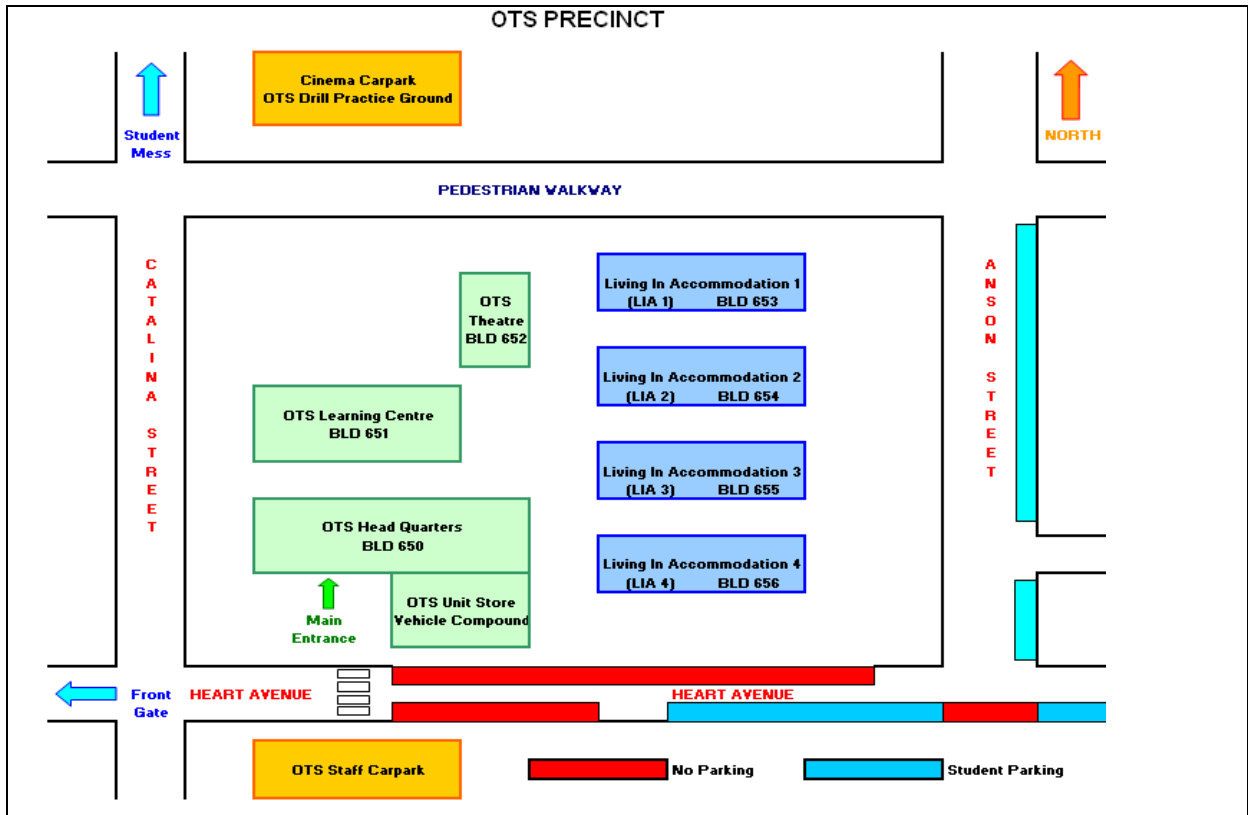 OTS PRECINCT
Cinema Carpark
OTS Drill Practice Ground
Student
Mess
NORTH
PEDESTRIAN WALKWAY
CATALINA STREET
ANSON STREET
OTS
Theatre
BLD 652
Living In Accommodation 1
(LIA 1) BLD 653
Living In Accommodation 2
(LIA 2) BLD 654
OTS Learning Centre
BLD 651
Living In Accommodation 3
(LIA 3) BLD 655
OTS Head Quarters
BLD 650
Living In Accommodation 4
(LIA 4) BLD 656
OTS Unit Store
Vehicle Compound
Main
Entrance
Front
Gate
HEART AVENUE
HEART AVENUE
OTS Staff Carpark
No Parking
Student Parking